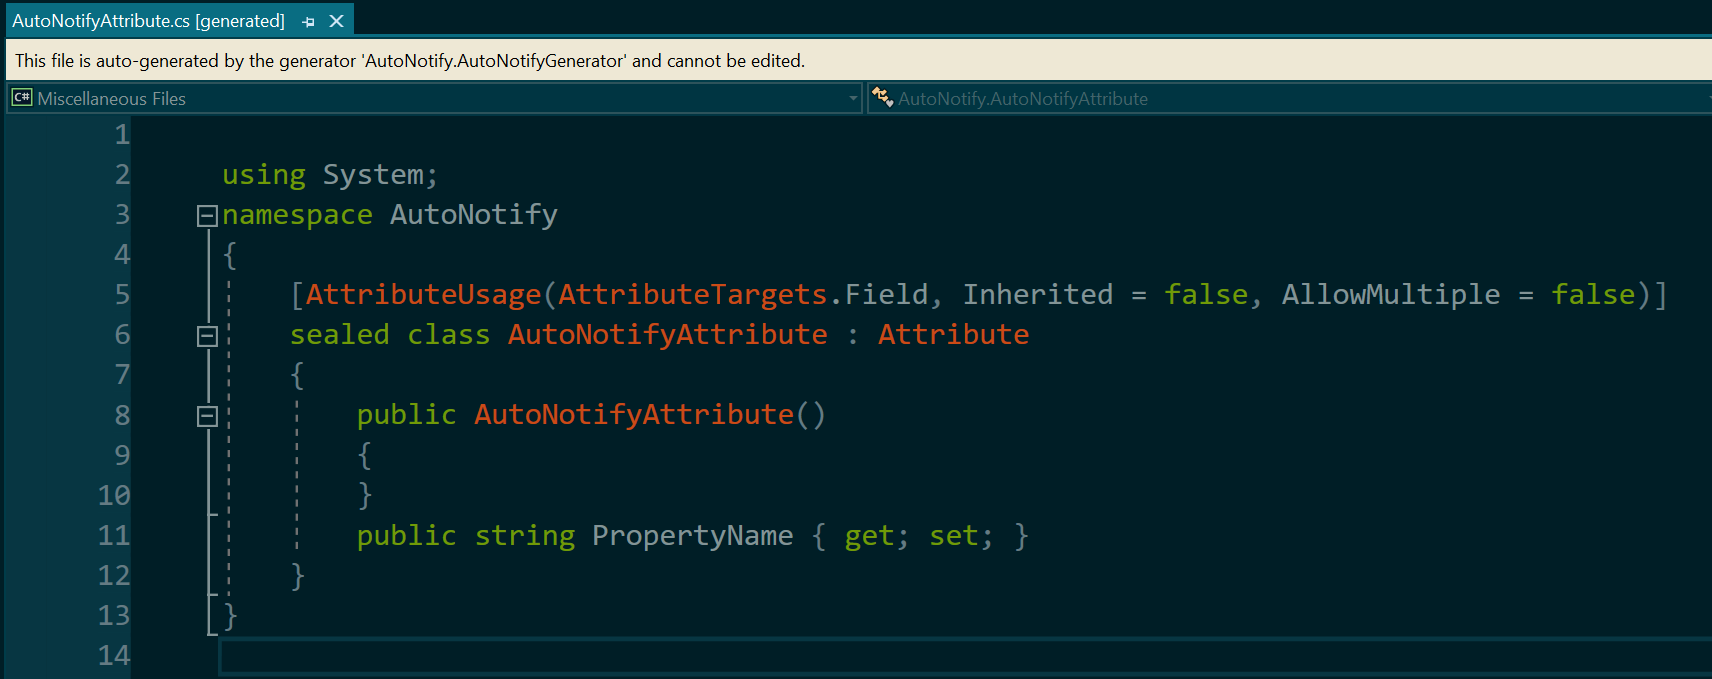 AutoNotifyAttribute.cs [generated]
This file is auto-generated by the generator 'AutoNotify.AutoNotifyGenerator' and cannot be edited.
C# Miscellaneous Files AutoNotify.AutoNotifyAttribute
1
2 using System;
3 namespace AutoNotify
4 {
5 [AttributeUsage(AttributeTargets.Field, Inherited = false, AllowMultiple = false)]
6 sealed class AutoNotifyAttribute : Attribute
7 {
8 public AutoNotifyAttribute()
9 {
10 }
11 public string PropertyName { get; set; }
12 }
13 }
14